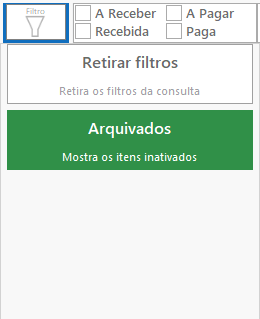 Filtro
A Receber
A Pagar
Recebida
Paga
Retirar filtros
Retira os filtros da consulta
Arquivados
Mostra os itens inativados